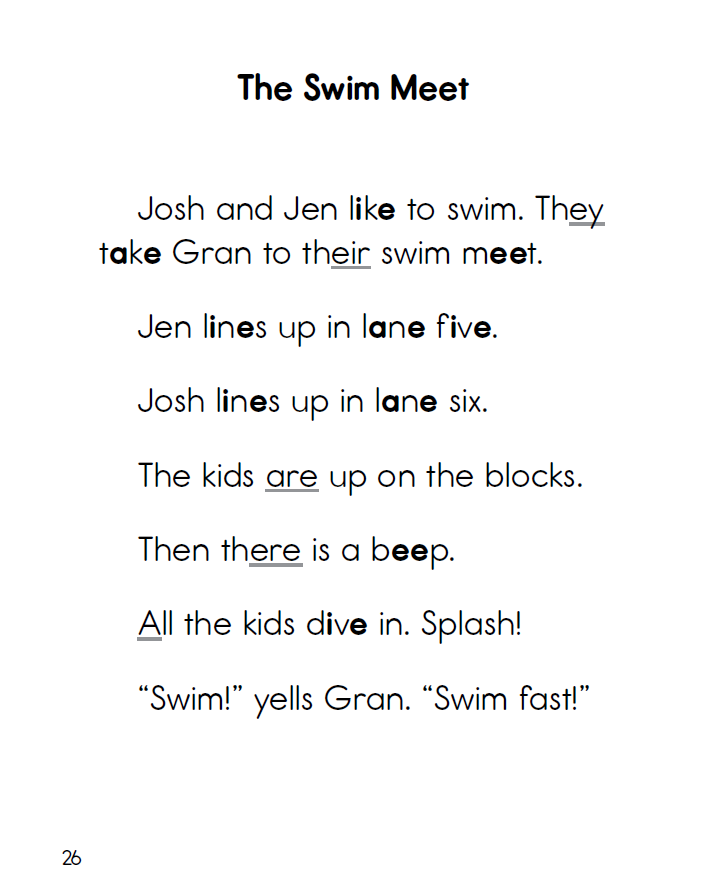 The Swim Meet
Josh and Jen like to swim. They
take Gran to their swim meet.
Jen lines up in lane five.
Josh lines up in lane six.
The kids are up on the blocks.
Then there is a beep.
All the kids dive in. Splash!
“Swim!” yells Gran. “Swim fast!”
26